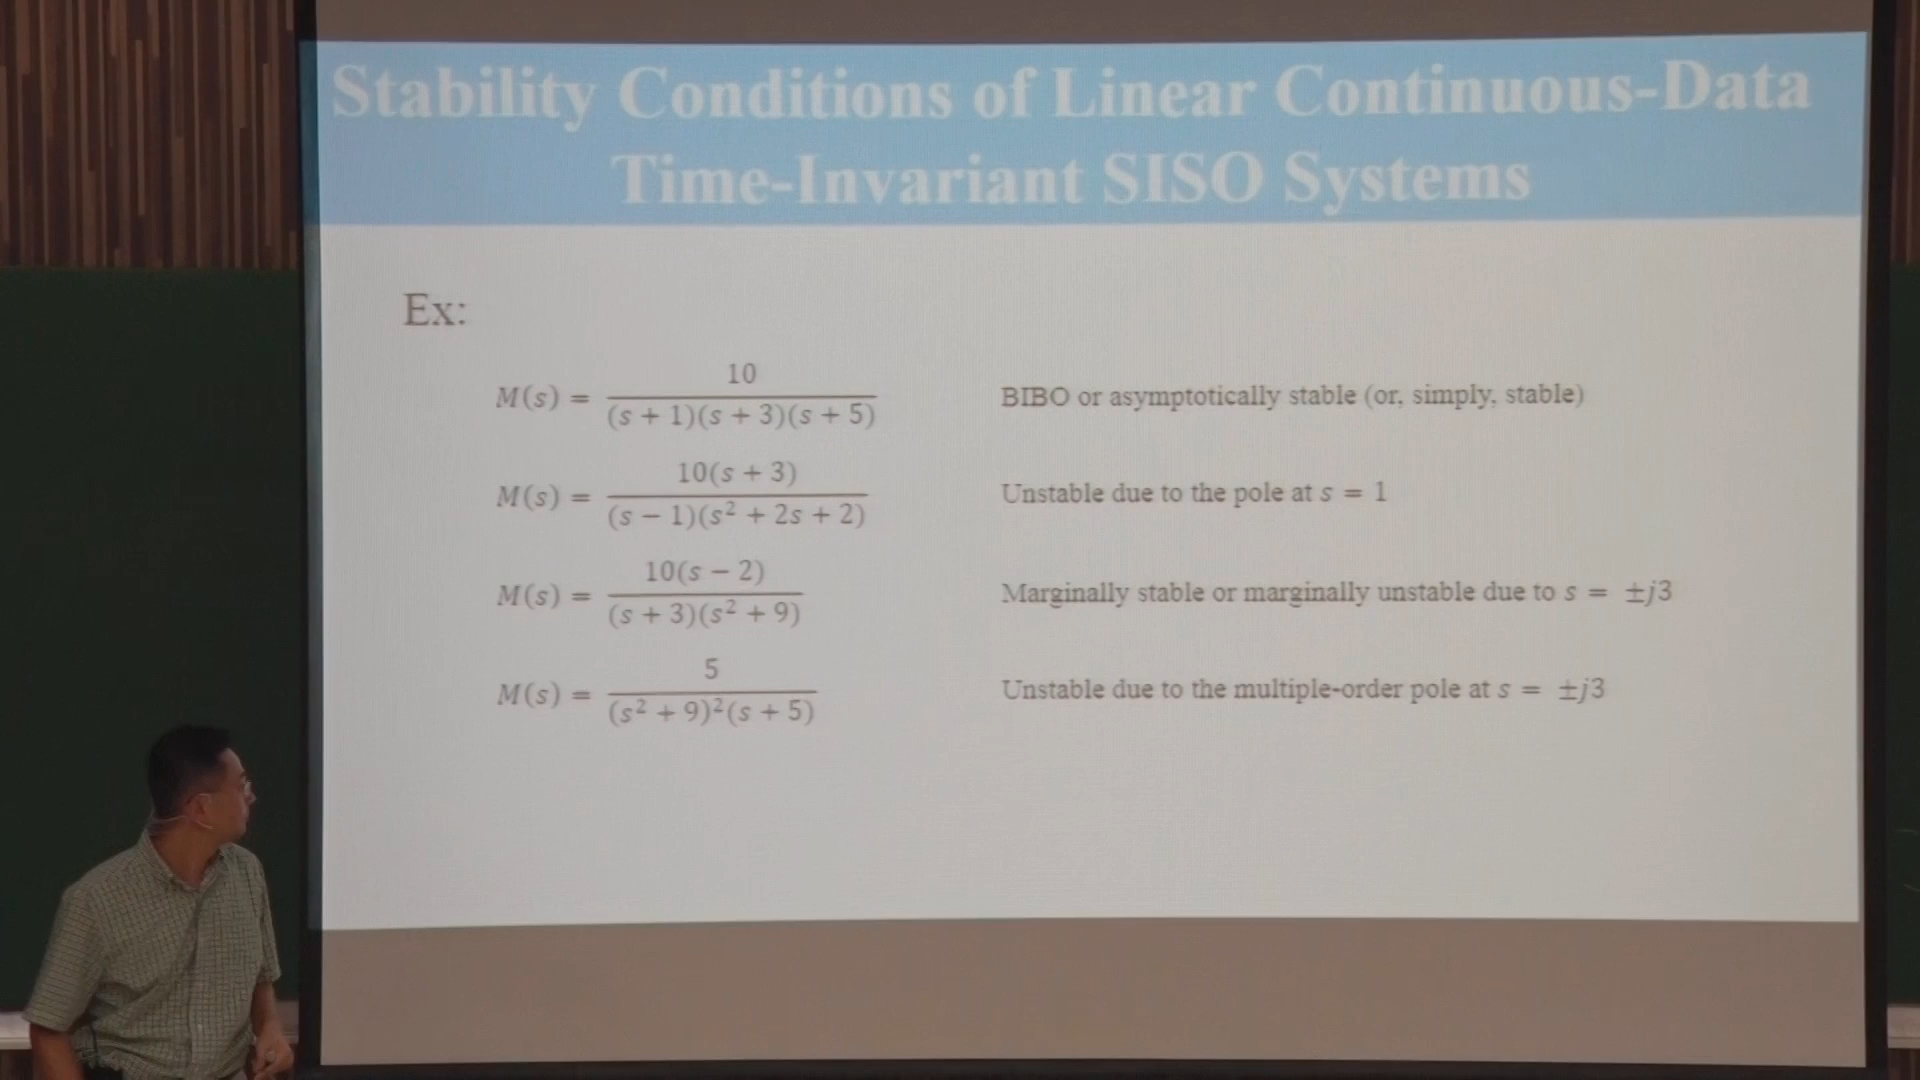 Stability Conditions of Linear Continuous-Data
Time-Invariant SISO Systems
Ex:
M(s) = 10 / (s + 1)(s + 3)(s + 5)
BIBO or asymptotically stable (or, simply, stable)
M(s) = 10(s + 3) / (s − 1)(s² + 2s + 2)
Unstable due to the pole at s = 1
M(s) = 10(s − 2) / (s + 3)(s² + 9)
Marginally stable or marginally unstable due to s = ±j3
M(s) = 5 / (s² + 9)²(s + 5)
Unstable due to the multiple-order pole at s = ±j3